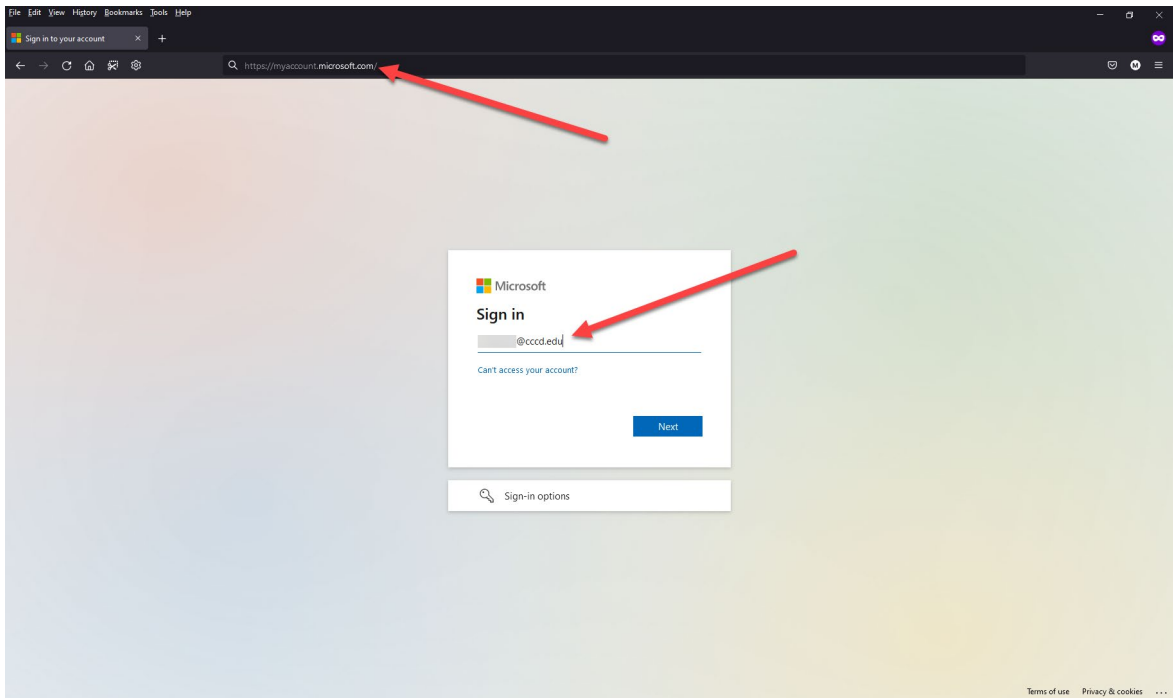 File Edit View History Bookmarks Tools Help
Sign in to your account
https://myaccount.microsoft.com/
M
Microsoft
Sign in
@cccd.edu
Can't access your account?
Next
Sign-in options
Terms of use Privacy & cookies ...